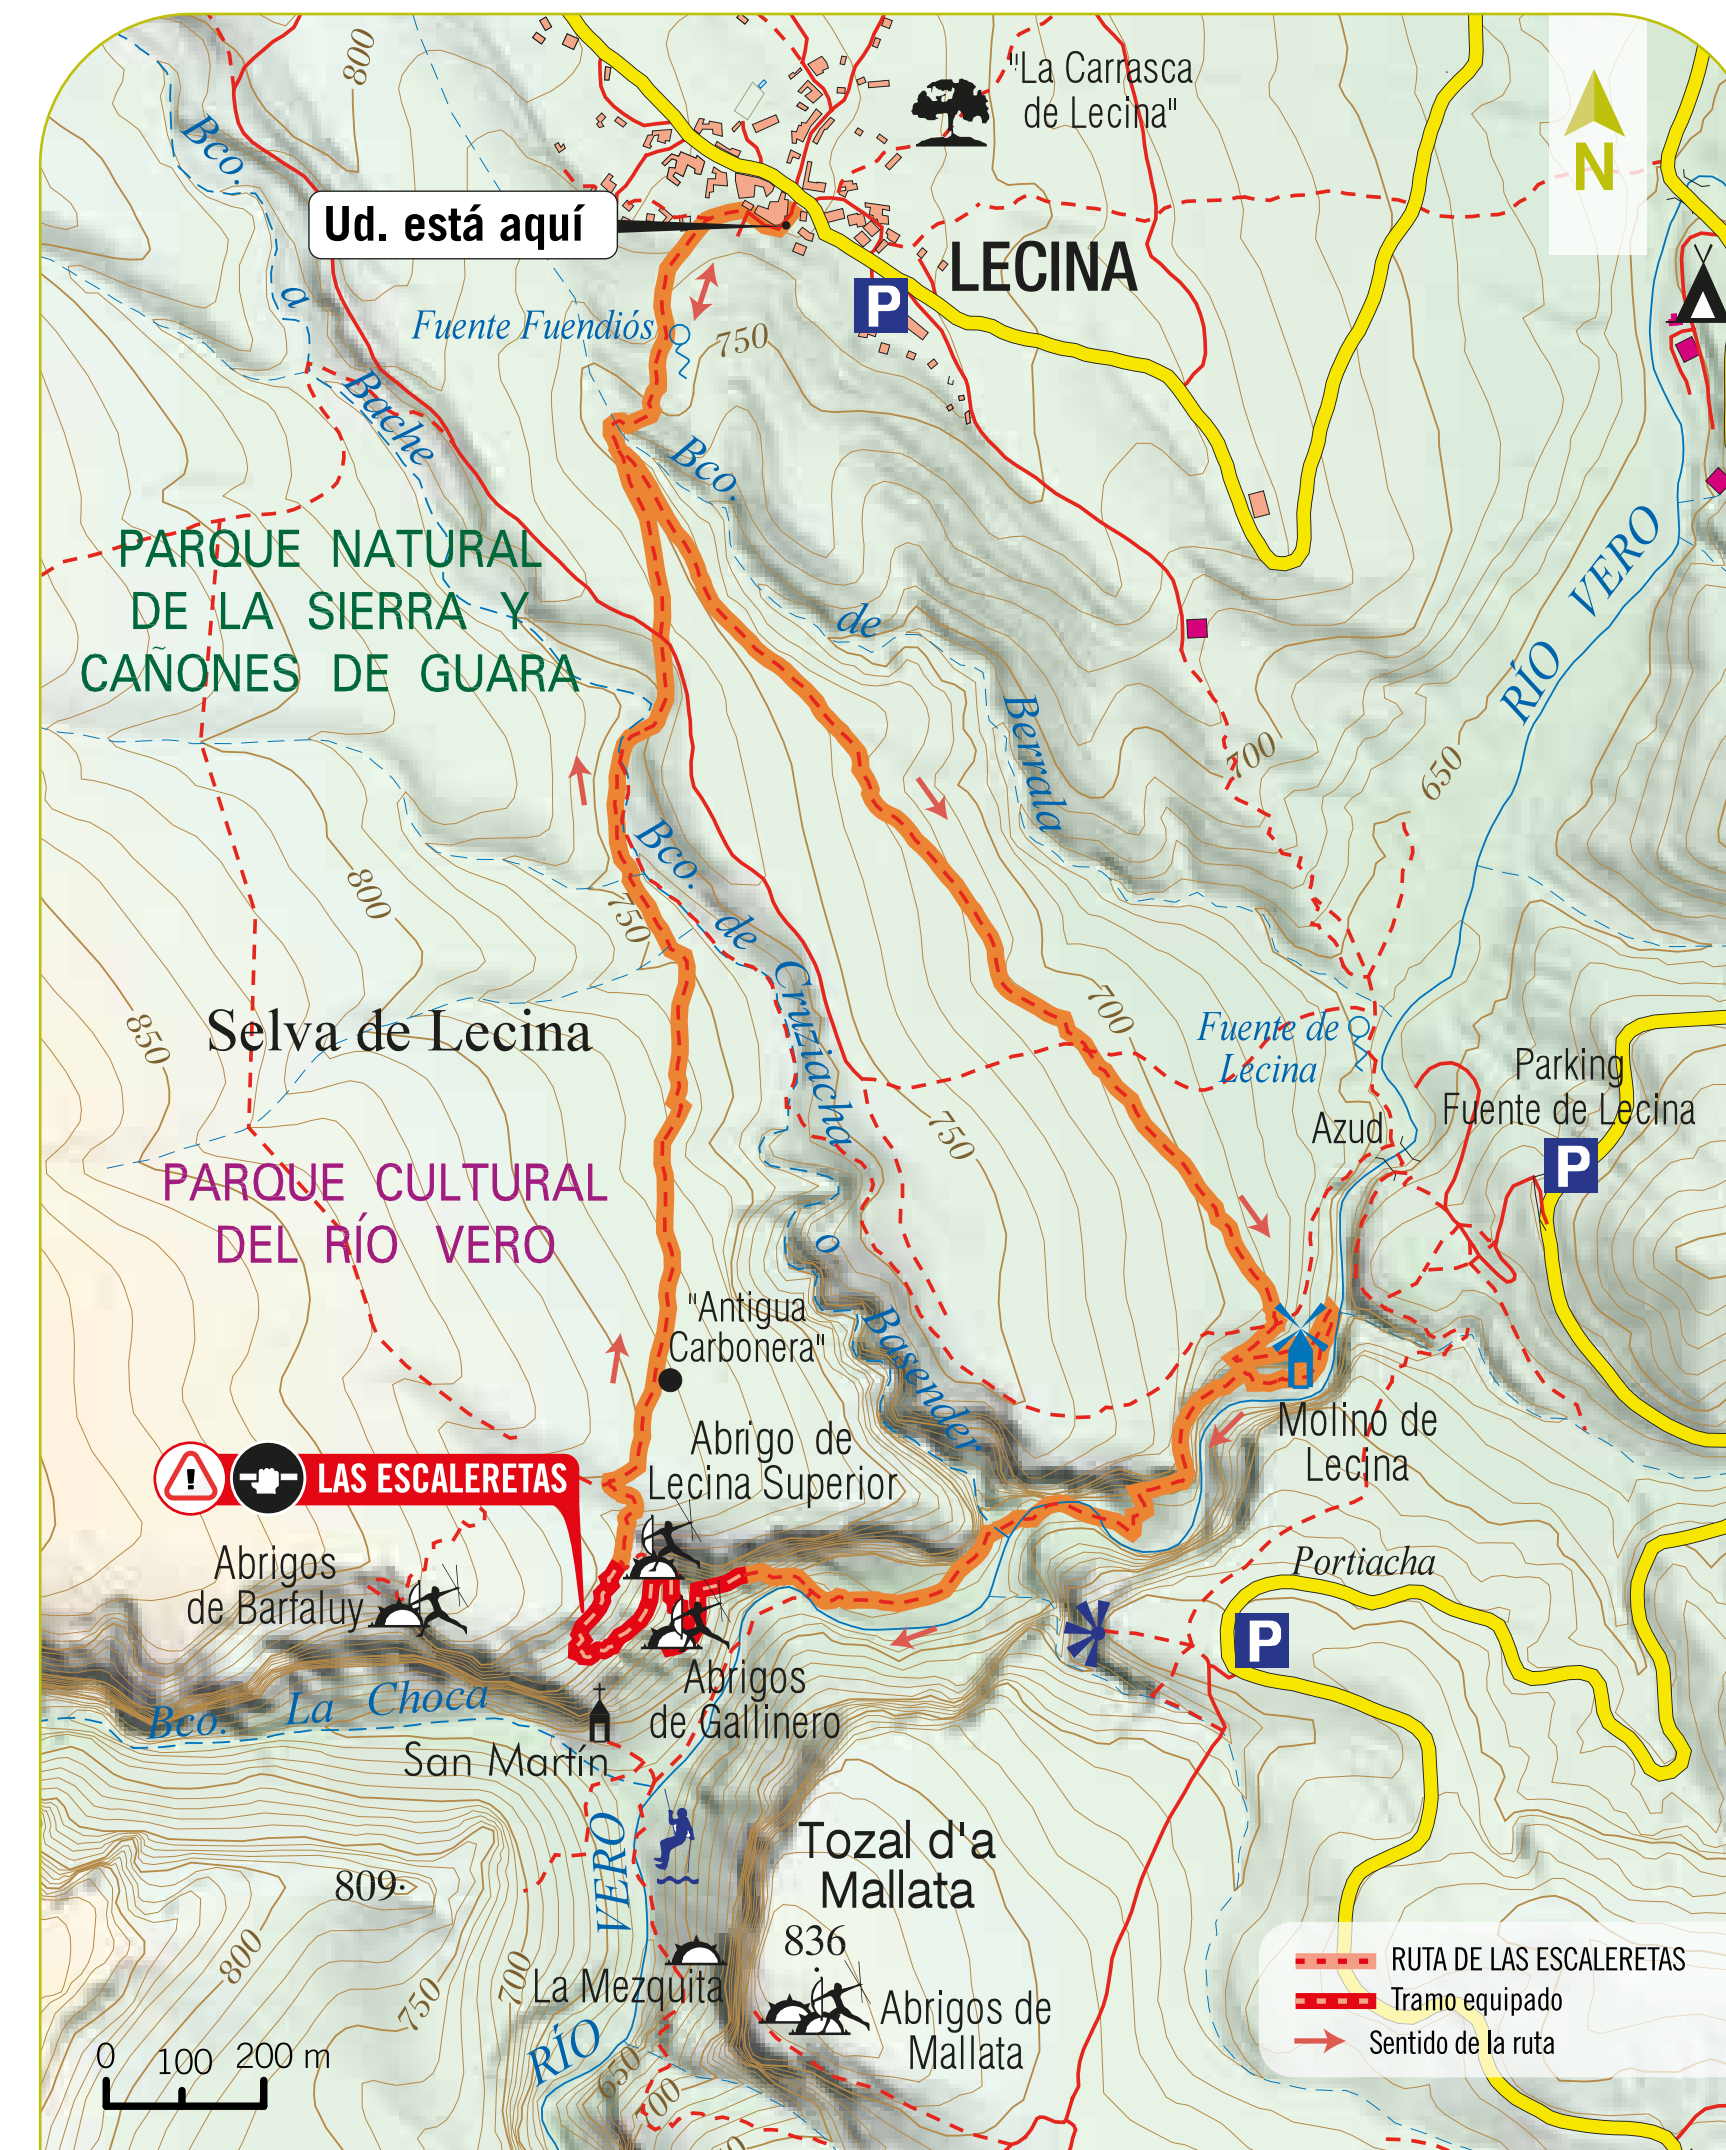 800
"La Carrasca
de Lecina"
N
Bco.
a
Bache
Ud. está aquí
LECINA
P
Fuente Fuendiós
750
Bco.
de
Berrala
PARQUE NATURAL
DE LA SIERRA Y
CAÑONES DE GUARA
RÍO VERO
700
650
800
750
Bco.
de
Cruziacha
o
Basender
850
Selva de Lecina
700
Fuente de
Lecina
Parking
Fuente de Lecina
P
Azud
750
PARQUE CULTURAL
DEL RÍO VERO
"Antigua
Carbonera"
Abrigo de
Lecina Superior
Molino de
Lecina
! LAS ESCALERETAS
Abrigos
de Barfaluy
Portiacha
P
Abrigos
de Gallinero
Bco. La Choca
San Martín
VERO
RÍO
Tozal d'a
Mallata
809
836
800
750
700
La Mezquita
Abrigos de
Mallata
650
700
0 100 200 m
RUTA DE LAS ESCALERETAS
Tramo equipado
Sentido de la ruta